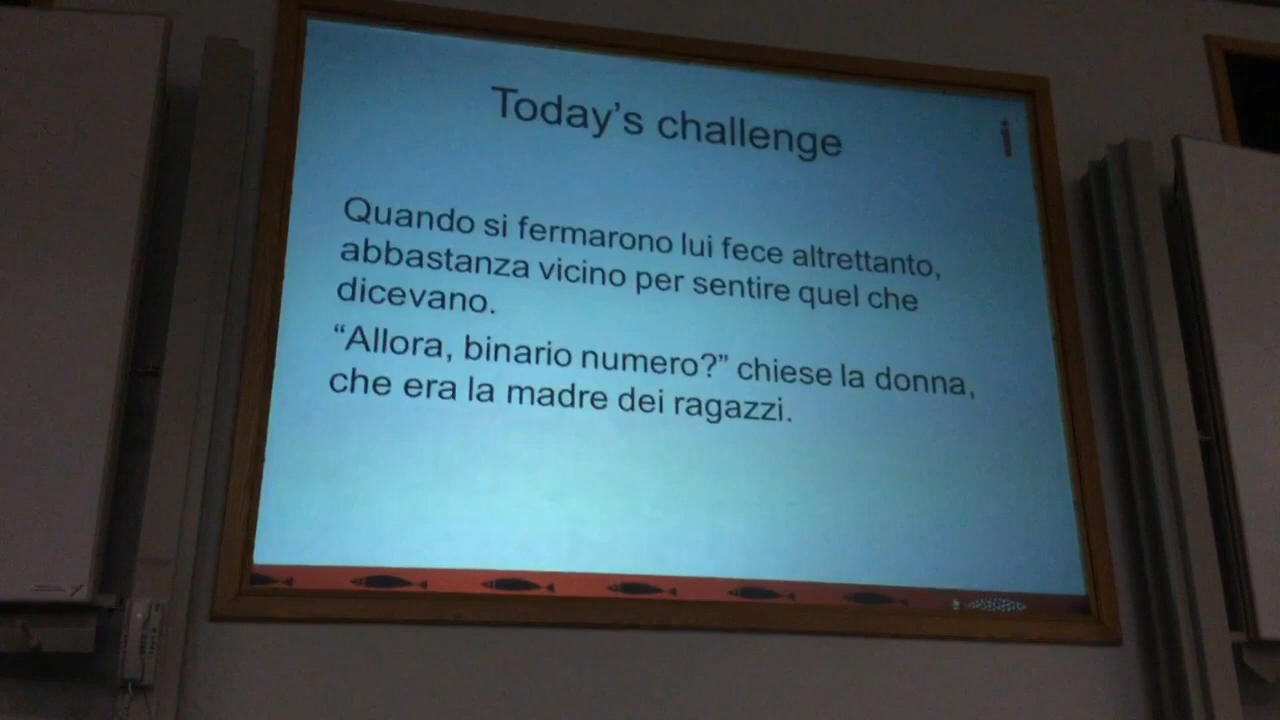 Today's challenge
i
Quando si fermarono lui fece altrettanto,
abbastanza vicino per sentire quel che
dicevano.
“Allora, binario numero?” chiese la donna,
che era la madre dei ragazzi.